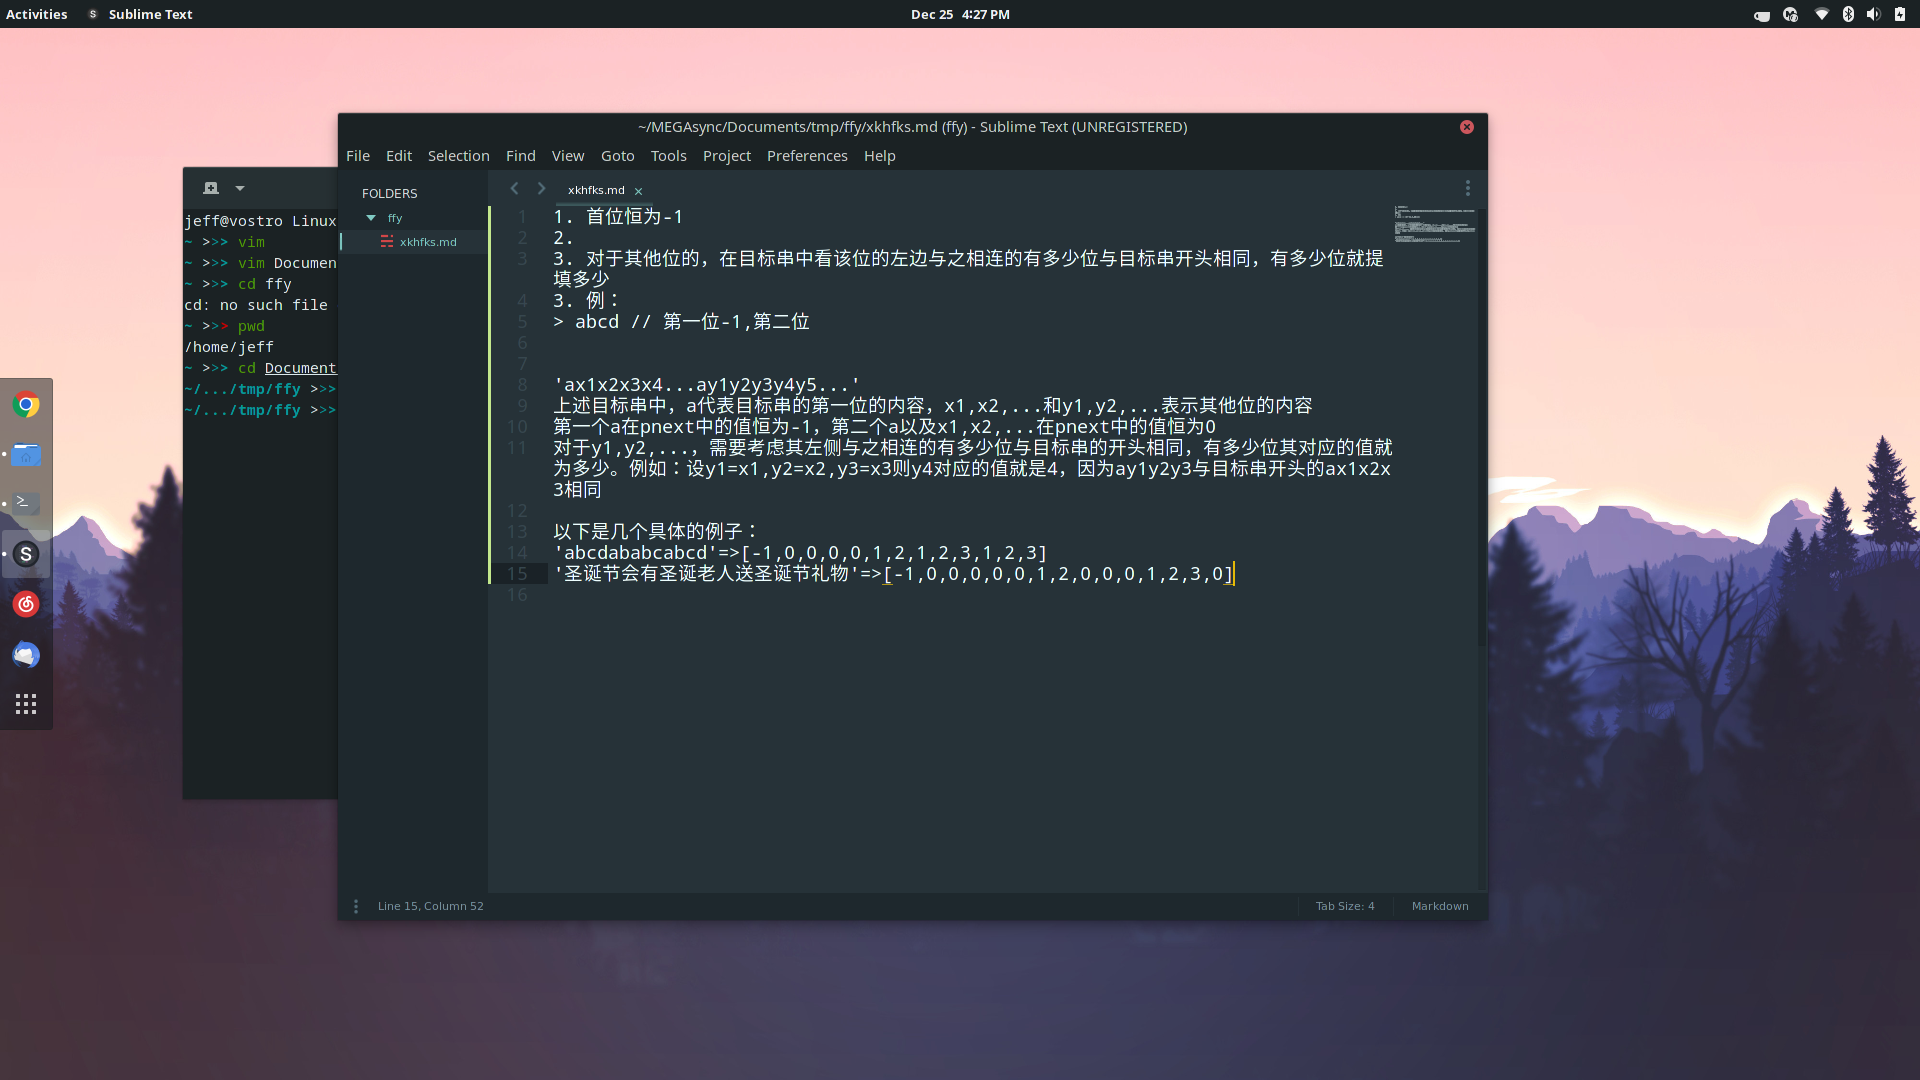 Activities
Sublime Text
Dec 25 4:27 PM
~/MEGAsync/Documents/tmp/ffy/xkhfks.md (ffy) - Sublime Text (UNREGISTERED)
File Edit Selection Find View Goto Tools Project Preferences Help
FOLDERS
ffy
xkhfks.md
xkhfks.md
jeff@vostro Linux
~ >>> vim
~ >>> vim Documen
~ >>> cd ffy
cd: no such file
~ >>> pwd
/home/jeff
~ >>> cd Document
~/.../tmp/ffy >>>
~/.../tmp/ffy >>>
1 1. 首位恒为-1
2 2.
3 3. 对于其他位的，在目标串中看该位的左边与之相连的有多少位与目标串开头相同，有多少位就提
填多少
4 3. 例：
5 > abcd // 第一位-1,第二位
6
7
8 'ax1x2x3x4...ay1y2y3y4y5...'
9 上述目标串中，a代表目标串的第一位的内容，x1,x2,...和y1,y2,...表示其他位的内容
10 第一个a在pnext中的值恒为-1，第二个a以及x1,x2,...在pnext中的值恒为0
11 对于y1,y2,...，需要考虑其左侧与之相连的有多少位与目标串的开头相同，有多少位其对应的值就
为多少。例如：设y1=x1,y2=x2,y3=x3则y4对应的值就是4，因为ay1y2y3与目标串开头的ax1x2x
3相同
12
13 以下是几个具体的例子：
14 'abcdababcabcd'=>[-1,0,0,0,0,1,2,1,2,3,1,2,3]
15 '圣诞节会有圣诞老人送圣诞节礼物'=>[-1,0,0,0,0,0,1,2,0,0,0,1,2,3,0]
16
Line 15, Column 52
Tab Size: 4
Markdown